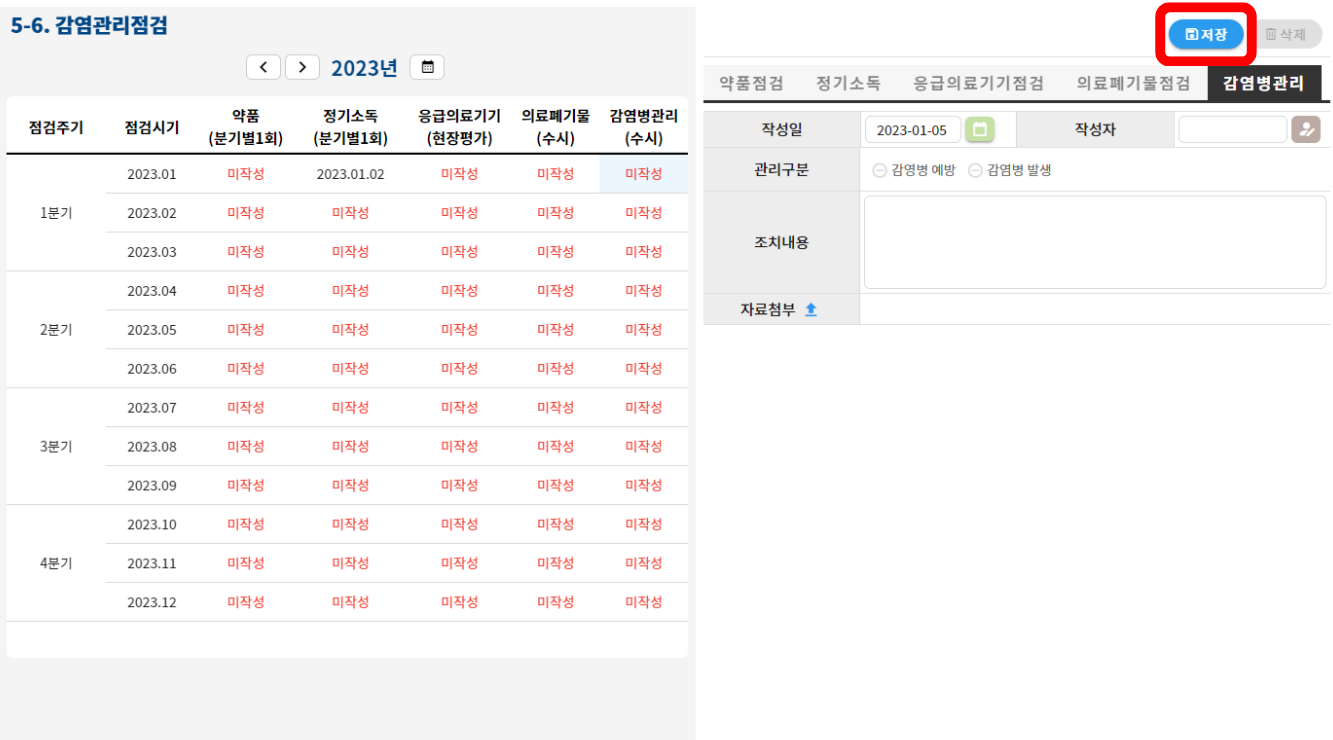 5-6. 감염관리점검
2023년
점검주기 점검시기 약품 (분기별1회) 정기소독 (분기별1회) 응급의료기기 (현장평가) 의료폐기물 (수시) 감염병관리 (수시)
1분기
2023.01 미작성 2023.01.02 미작성 미작성 미작성
2023.02 미작성 미작성 미작성 미작성 미작성
2023.03 미작성 미작성 미작성 미작성 미작성
2분기
2023.04 미작성 미작성 미작성 미작성 미작성
2023.05 미작성 미작성 미작성 미작성 미작성
2023.06 미작성 미작성 미작성 미작성 미작성
3분기
2023.07 미작성 미작성 미작성 미작성 미작성
2023.08 미작성 미작성 미작성 미작성 미작성
2023.09 미작성 미작성 미작성 미작성 미작성
4분기
2023.10 미작성 미작성 미작성 미작성 미작성
2023.11 미작성 미작성 미작성 미작성 미작성
2023.12 미작성 미작성 미작성 미작성 미작성
저장 삭제
약품점검 정기소독 응급의료기기점검 의료폐기물점검 감염병관리
작성일 2023-01-05 작성자
관리구분 감영병 예방 감염병 발생
조치내용
자료첨부